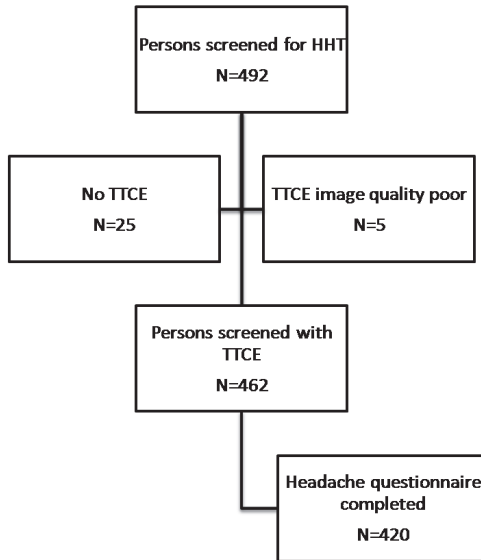 Persons screened for HHT
N=492
No TTCE
N=25
TTCE image quality poor
N=5
Persons screened with
TTCE
N=462
Headache questionnaire
completed
N=420